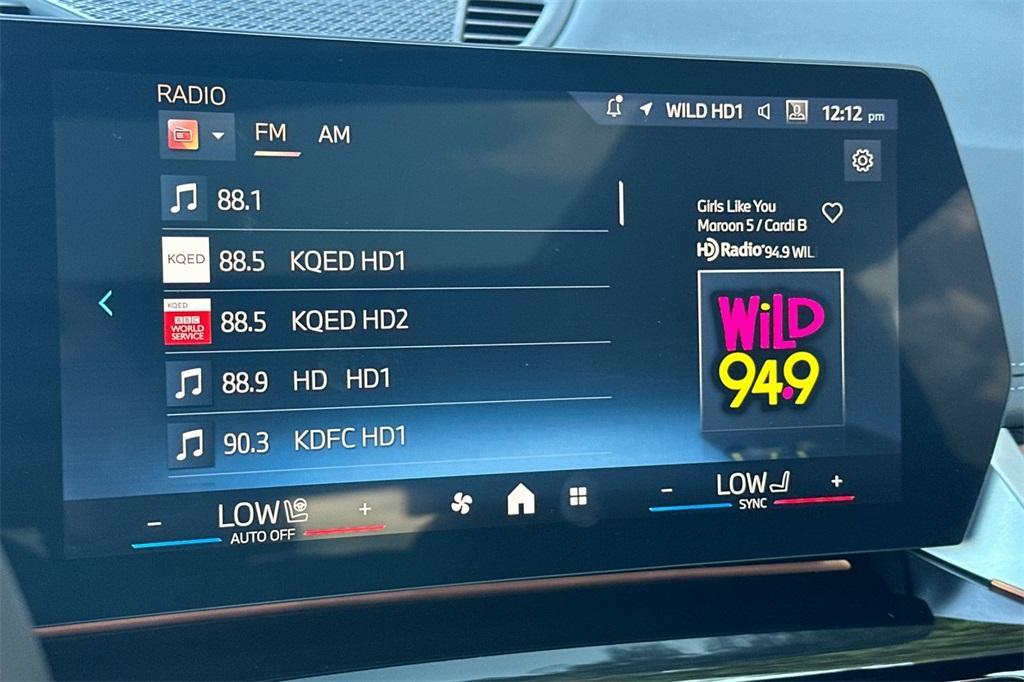 RADIO
WILD HD1 12:12 pm
FM AM
88.1
KQED 88.5 KQED HD1
KQED
BBC
WORLD
SERVICE
88.5 KQED HD2
88.9 HD HD1
90.3 KDFC HD1
Girls Like You
Maroon 5 / Cardi B
HD Radio 94.9 WIL
WiLD
94.9
− LOW +
AUTO OFF
− LOW +
SYNC